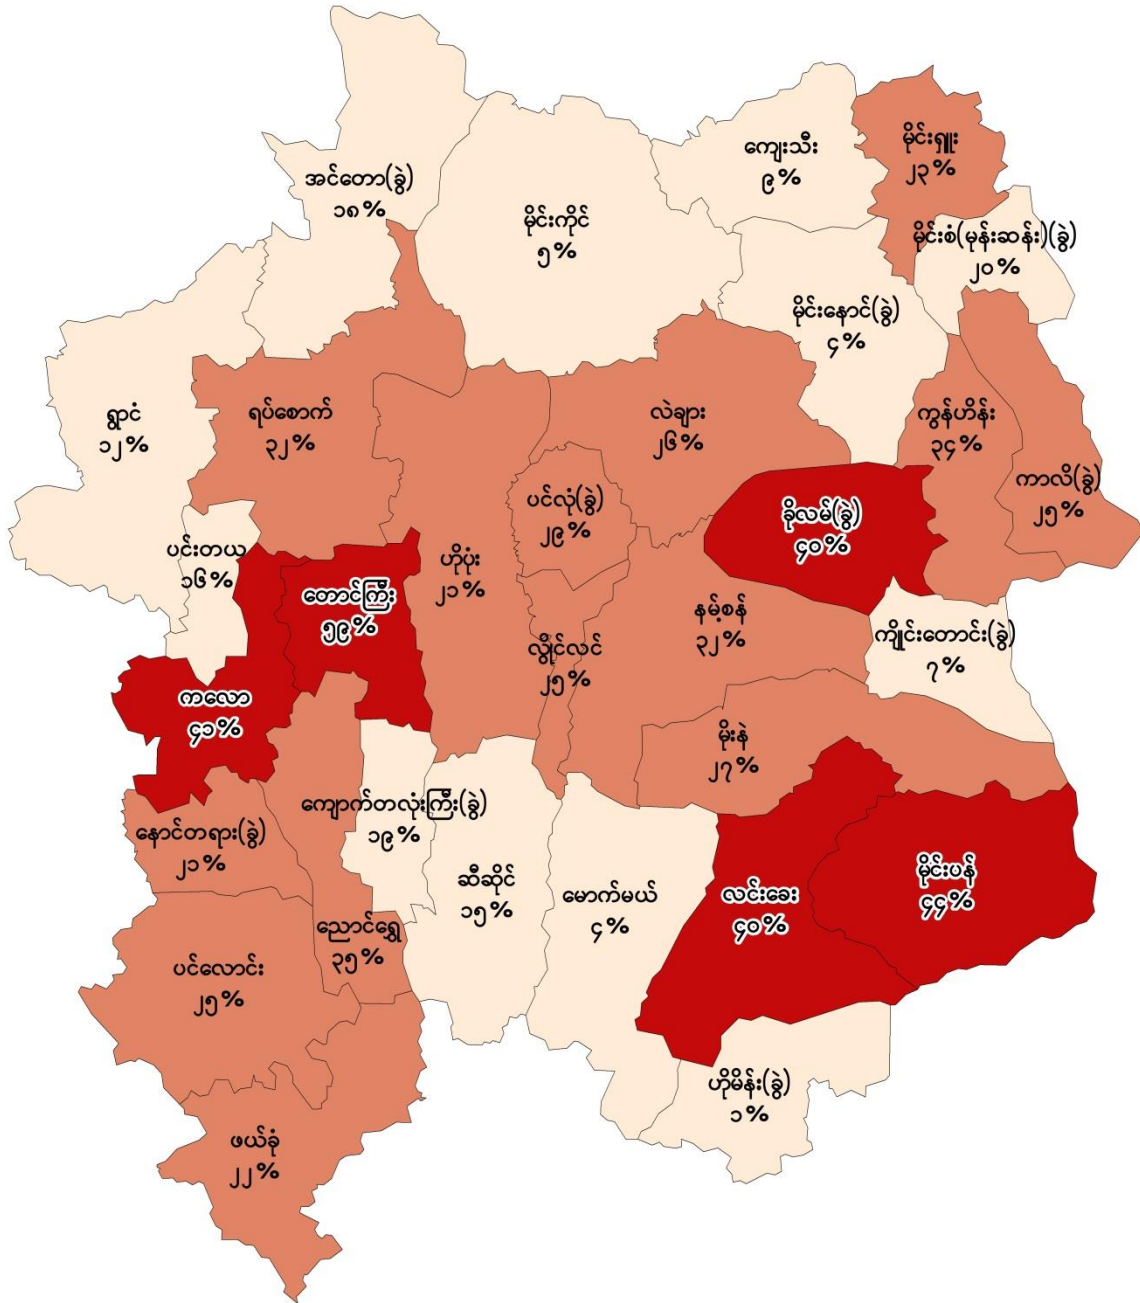 ကျေးသီး
၉%
မိုင်းရှူး
၂၃%
အင်တော(ခွဲ)
၁၈%
မိုင်းကိုင်
၅%
မိုင်းစံ(မုန်းဆန်း)(ခွဲ)
၂၀%
မိုင်းနောင်(ခွဲ)
၄%
ရွာငံ
၁၂%
ရပ်စောက်
၃၂%
လဲချား
၂၆%
ကွန်ဟိန်း
၃၄%
ကာလိ(ခွဲ)
၂၅%
ပင်လုံ(ခွဲ)
၂၉%
ခိုလမ်(ခွဲ)
၄၀%
ပင်းတယ
၁၆%
ဟိုပုံး
၂၁%
တောင်ကြီး
၅၉%
နမ့်စန်
၃၂%
ကျိုင်းတောင်း(ခွဲ)
၇%
လွိုင်လင်
၂၅%
ကလော
၄၁%
မိုးနဲ
၂၇%
ကျောက်တလုံးကြီး(ခွဲ)
၁၉%
နောင်တရား(ခွဲ)
၂၁%
ဆီဆိုင်
၁၅%
မောက်မယ်
၄%
လင်းခေး
၄၀%
မိုင်းပန်
၄၄%
ညောင်ရွှေ
၃၅%
ပင်လောင်း
၂၅%
ဟိုမိန်း(ခွဲ)
၁%
ဖယ်ခုံ
၂၂%